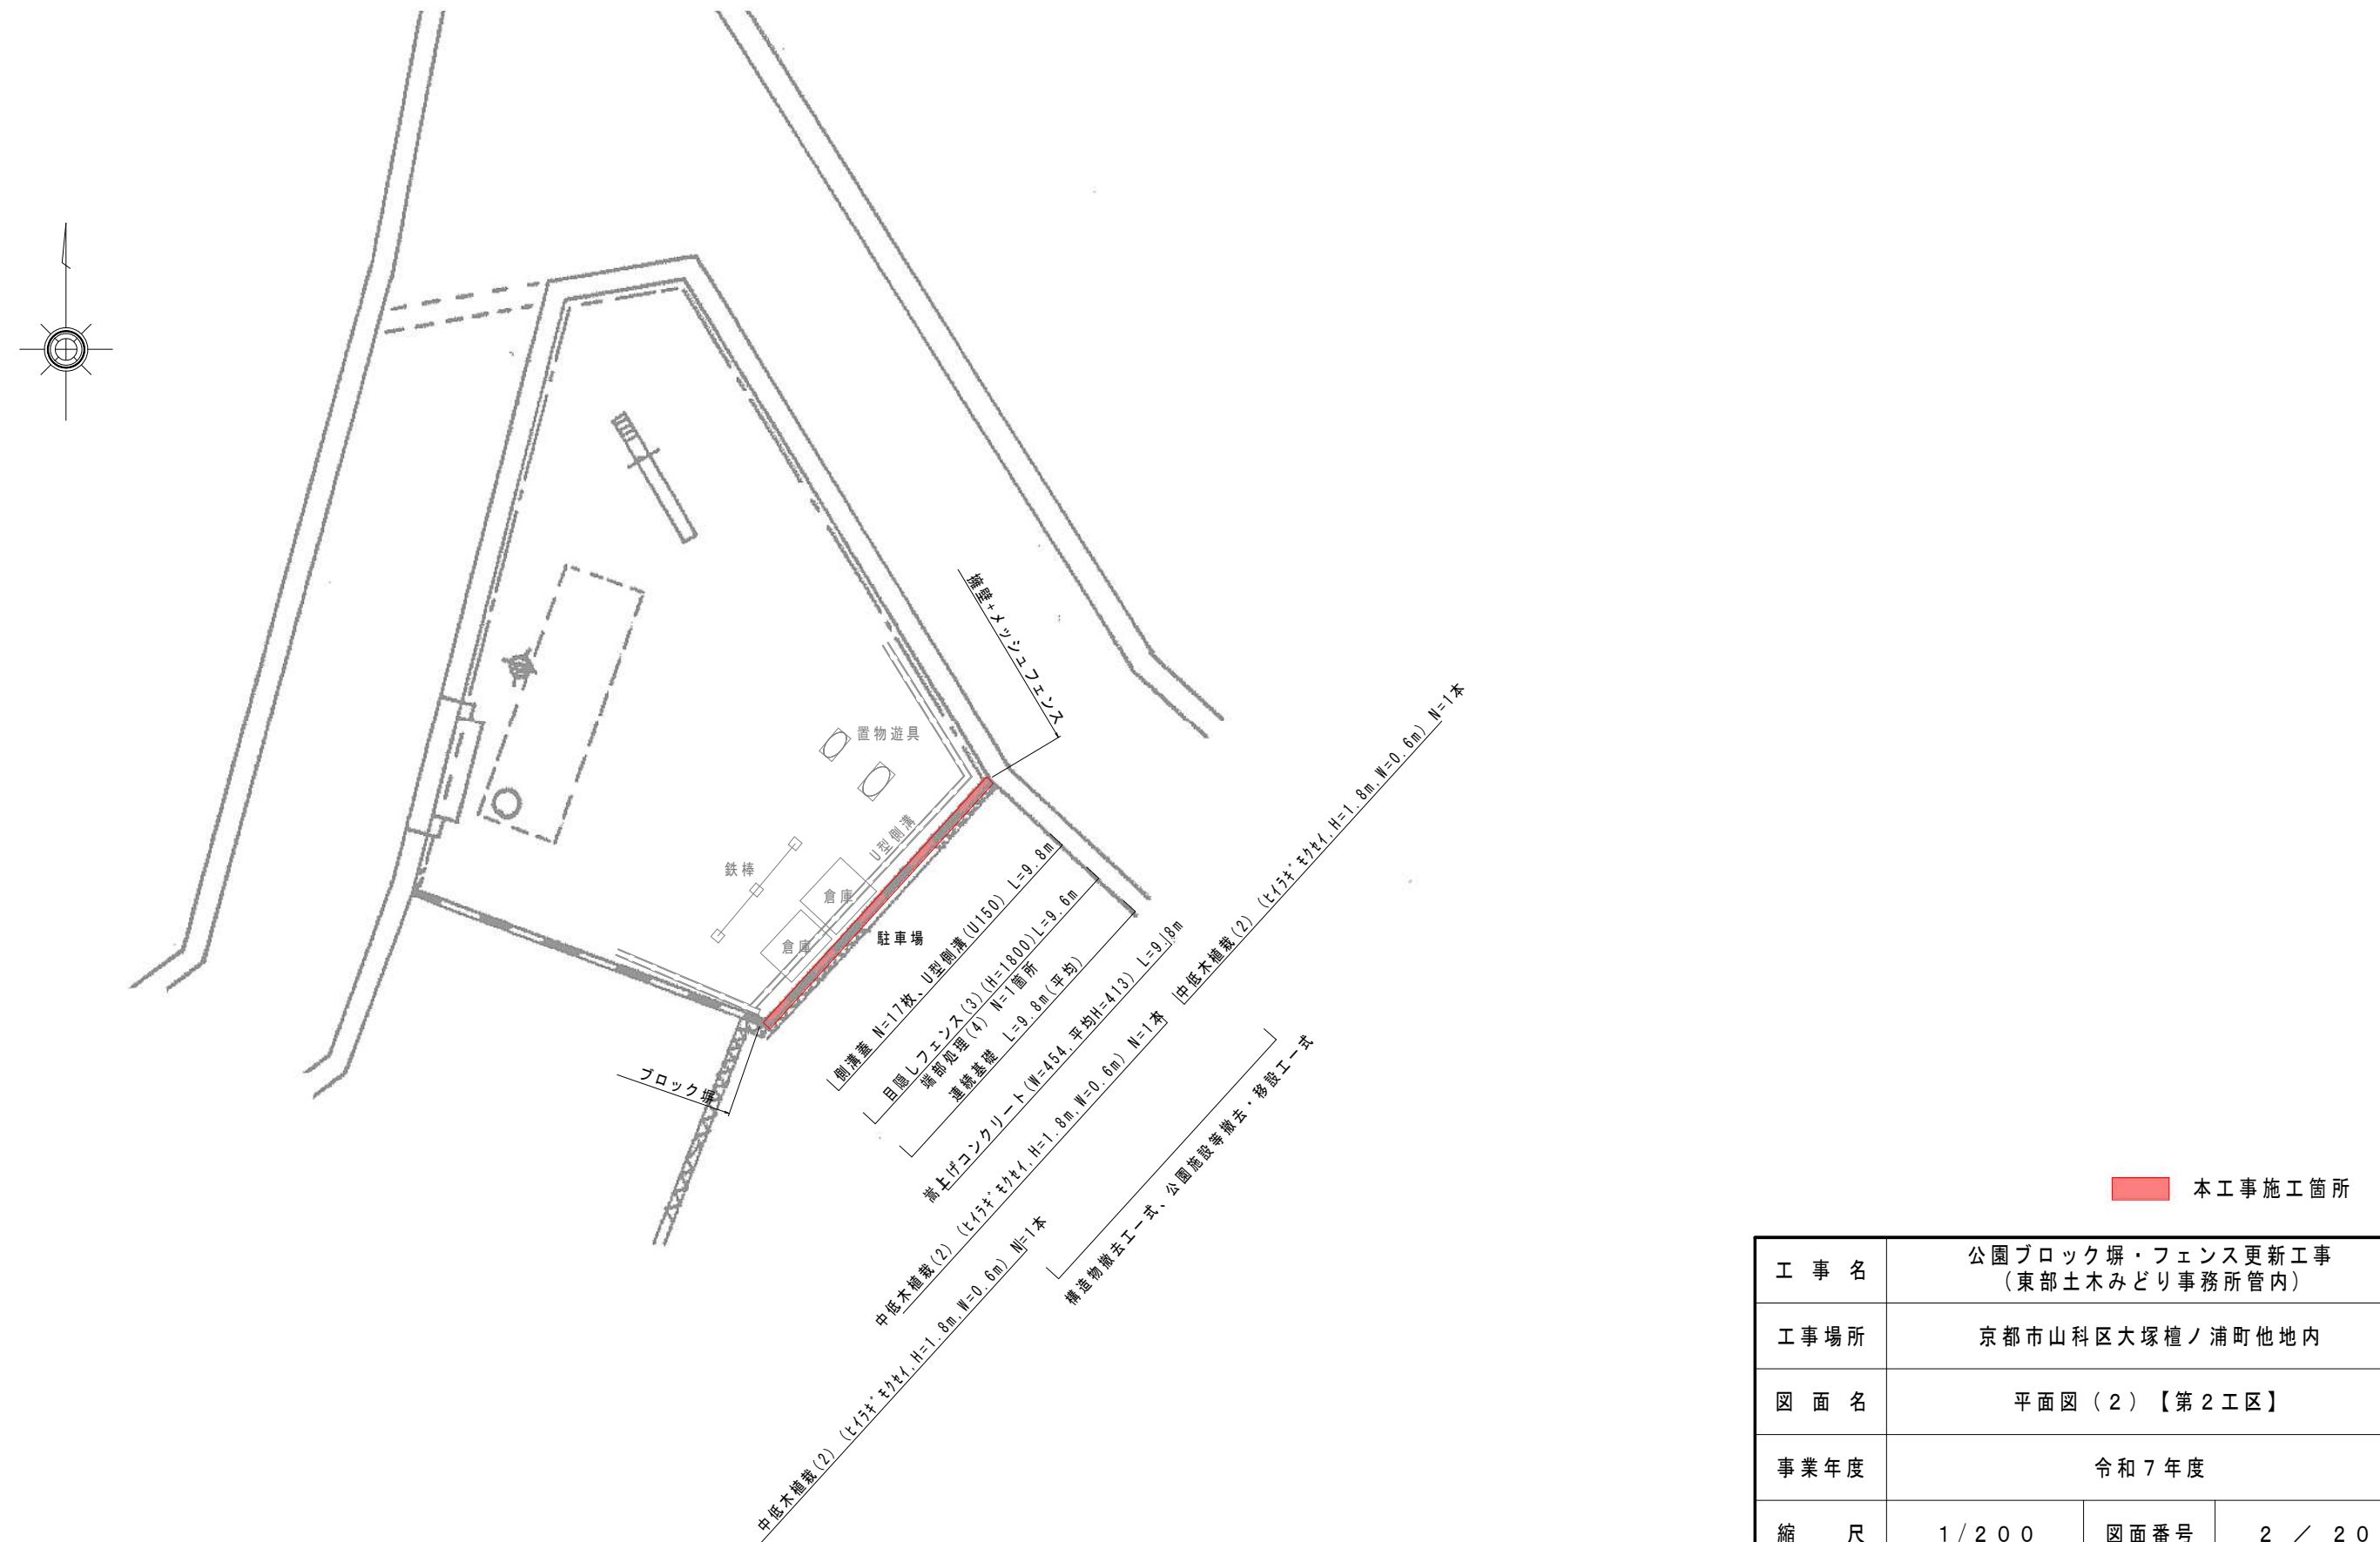 擁壁+メッシュフェンス
置物遊具
U型側溝
鉄棒
倉庫
倉庫
駐車場
ブロック塀
側溝蓋 N=17枚、U型側溝(U150) L=9.8m
目隠しフェンス(3)(H=1800)L=9.6m
端部処理(4) N=1箇所
連続基礎 L=9.8m(平均)
嵩上げコンクリート(W=454,平均H=413) L=9.8m
中低木植栽(2) (ﾋｲﾗｷﾞﾓｸｾｲ,H=1.8m,W=0.6m) N=1本
中低木植栽(2) (ﾋｲﾗｷﾞﾓｸｾｲ,H=1.8m,W=0.6m) N=1本
中低木植栽(2) (ﾋｲﾗｷﾞﾓｸｾｲ,H=1.8m,W=0.6m) N=1本
構造物撤去工一式、公園施設等撤去・移設工一式
本工事施工箇所
工事名 公園ブロック塀・フェンス更新工事
(東部土木みどり事務所管内)
工事場所 京都市山科区大塚檀ノ浦町他地内
図面名 平面図(2)【第2工区】
事業年度 令和7年度
縮尺 1/200 図面番号 2 / 20